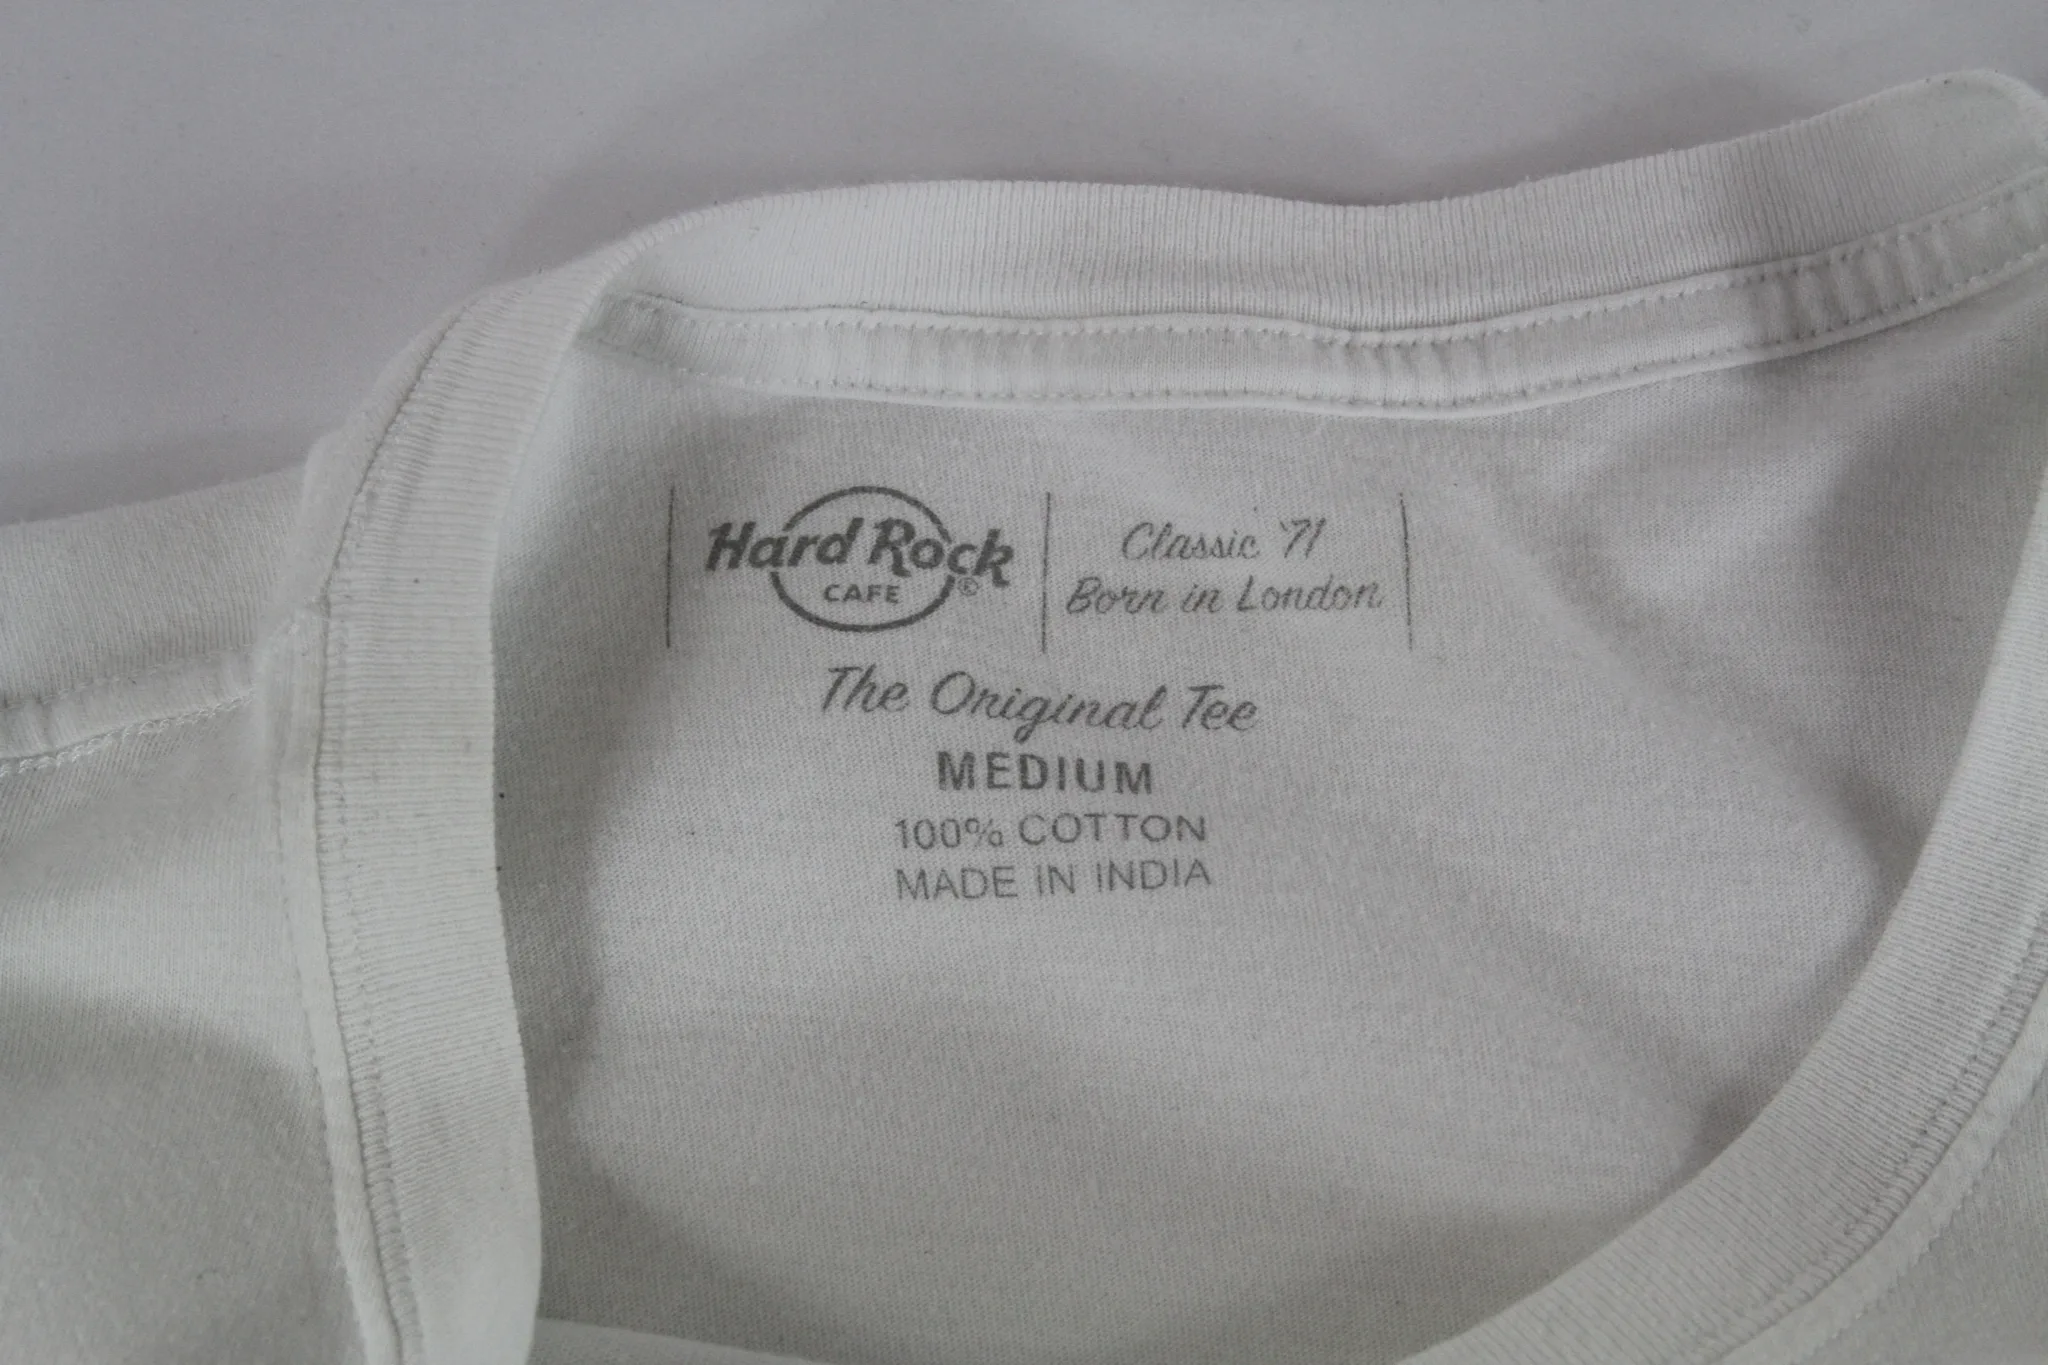 Hard Rock
CAFE ®
Classic '71
Born in London
The Original Tee
MEDIUM
100% COTTON
MADE IN INDIA